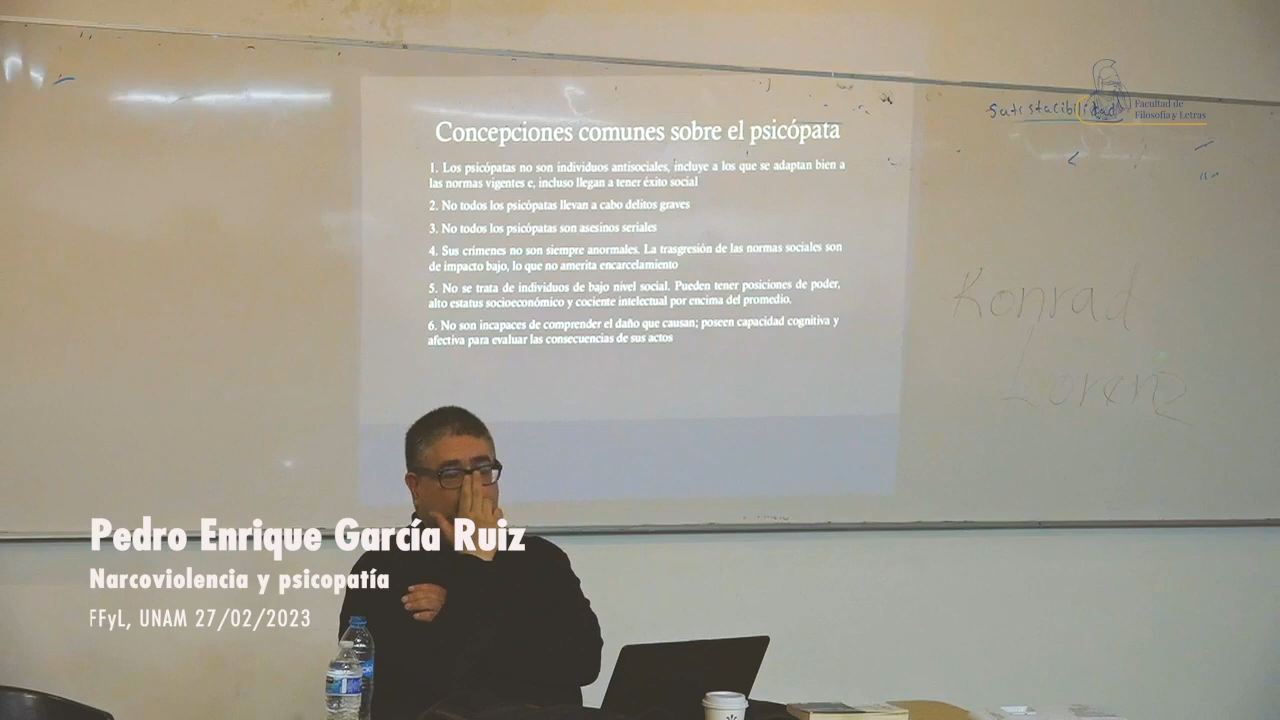 Concepciones comunes sobre el psicópata
1. Los psicópatas no son individuos antisociales, incluye a los que se adaptan bien a
las normas vigentes e, incluso llegan a tener éxito social
2. No todos los psicópatas llevan a cabo delitos graves
3. No todos los psicópatas son asesinos seriales
4. Sus crímenes no son siempre anormales. La trasgresión de las normas sociales son
de impacto bajo, lo que no amerita encarcelamiento
5. No se trata de individuos de bajo nivel social. Pueden tener posiciones de poder,
alto estatus socioeconómico y cociente intelectual por encima del promedio.
6. No son incapaces de comprender el daño que causan; poseen capacidad cognitiva y
afectiva para evaluar las consecuencias de sus actos
Facultad de
Filosofía y Letras
Konrad
Lorenz
Pedro Enrique García Ruiz
Narcoviolencia y psicopatía
FFyL, UNAM 27/02/2023